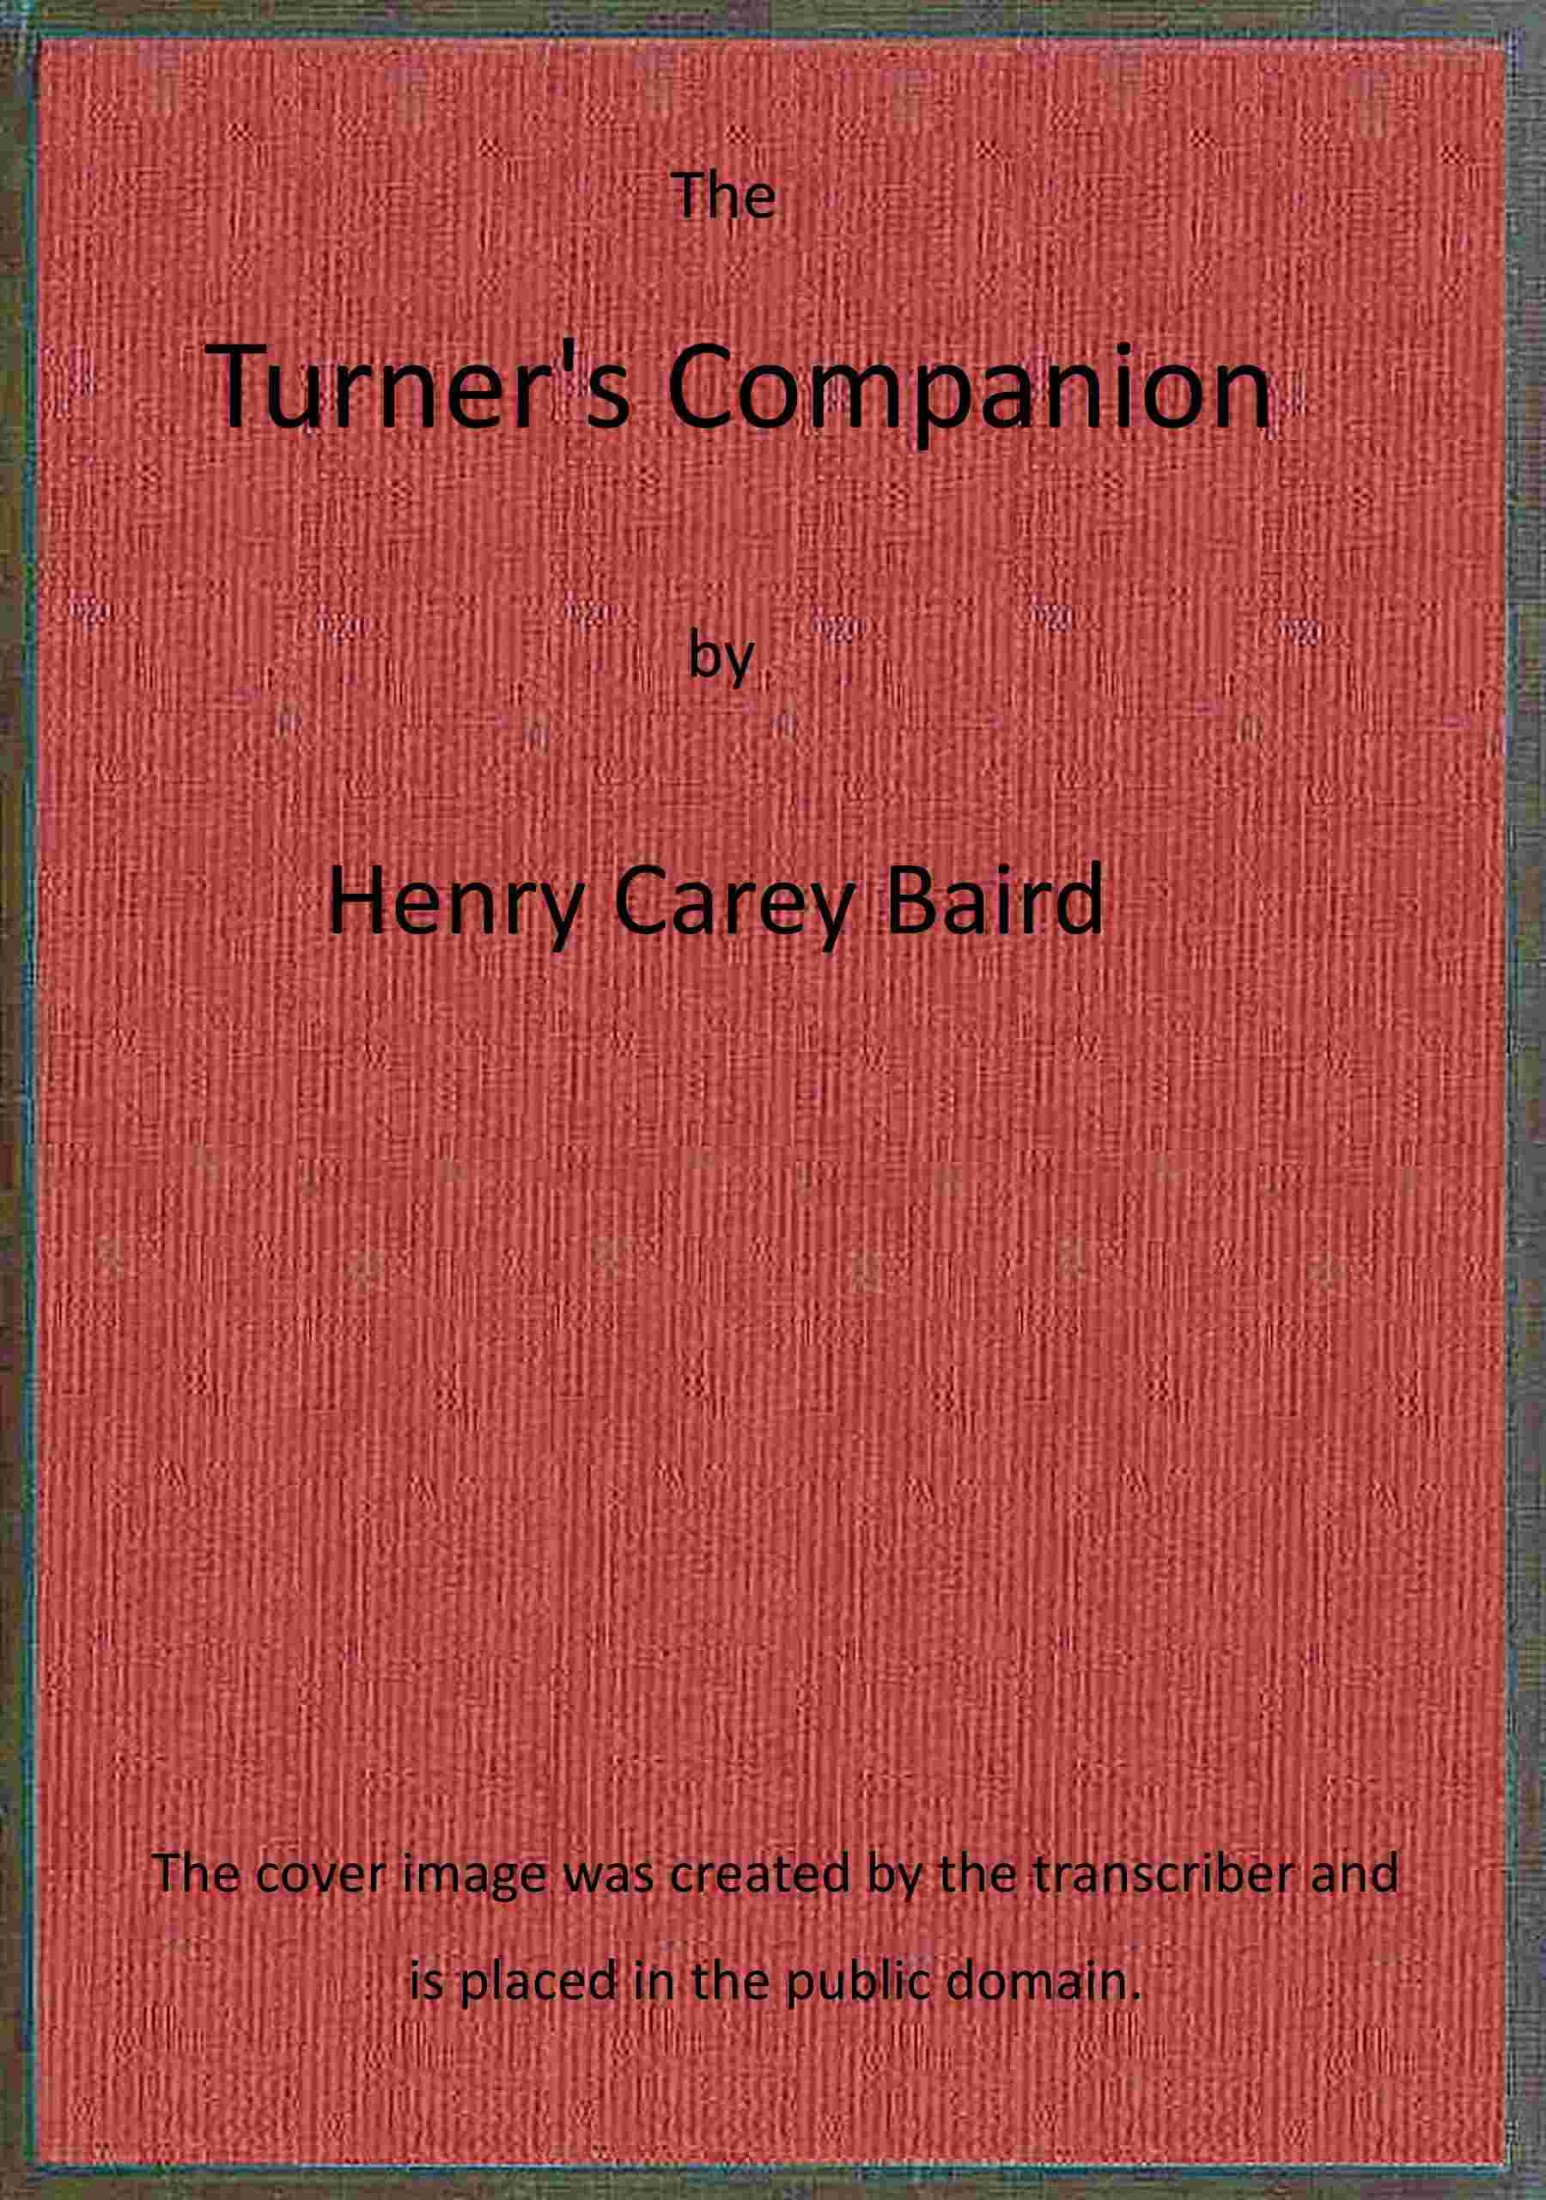 The
Turner's Companion
by
Henry Carey Baird
The cover image was created by the transcriber and
is placed in the public domain.